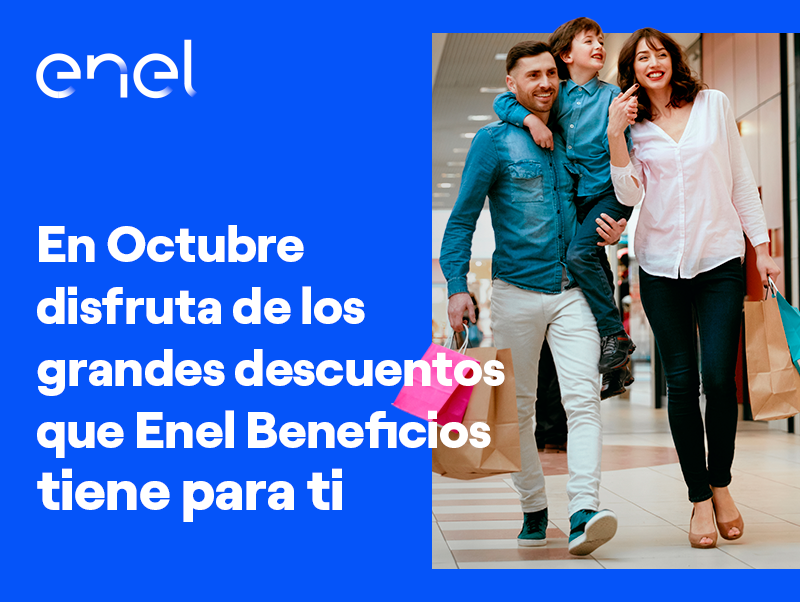 enel
En Octubre
disfruta de los
grandes descuentos
que Enel Beneficios
tiene para ti